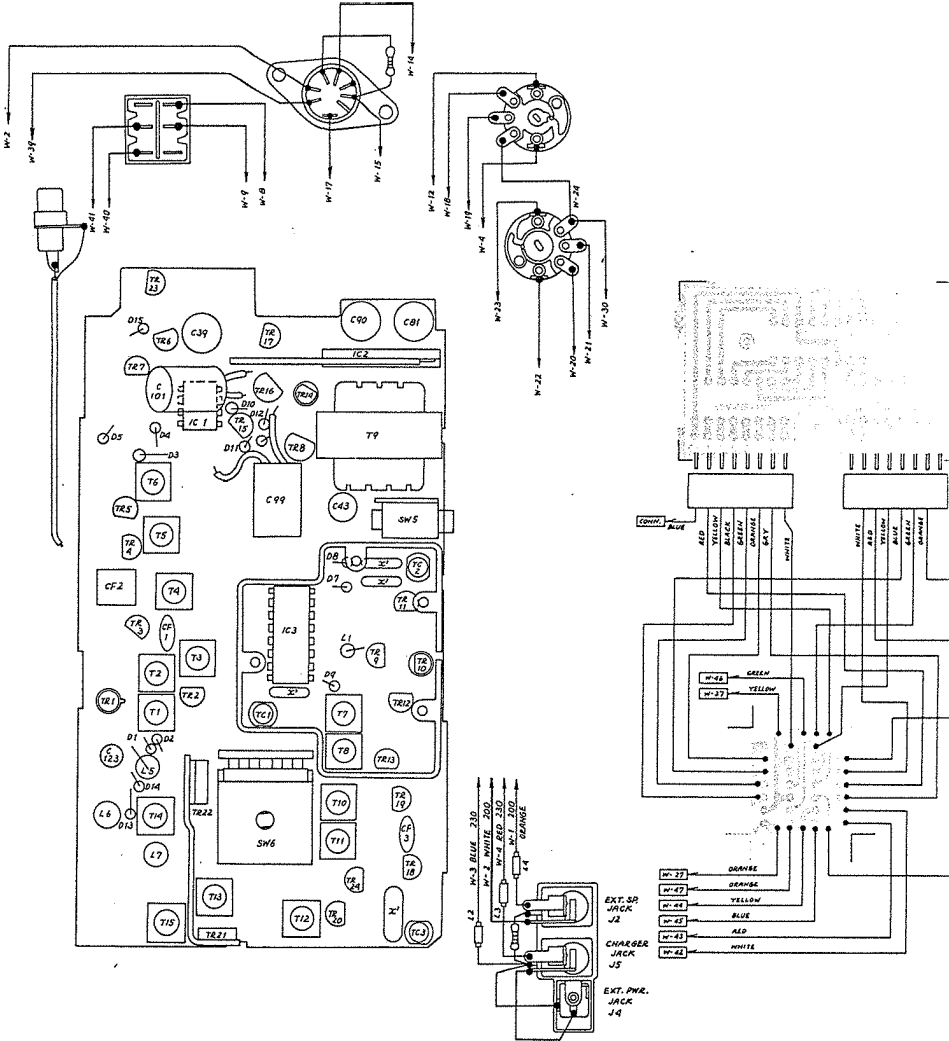 W-2
W-39
W-41
W-40
W-9
W-8
W-17
W-15
W-14
W-12
W-18
W-19
W-4
W-24
W-23
W-22
W-20
W-21
W-30
TR 23
D15
TR6
C39
TR 17
C90
C81
IC2
TR7
C 101
IC 1
D10
TR16
TR14
D12
TR 15
D11
TR8
T9
D5
D4
D3
T6
C99
C43
SW5
TR5
T5
TR 4
CF2
T4
D8
X'
TC 2
D7
X'
TR 11
TR 3
CF 1
IC3
L1
TR 9
TR 10
T3
T2
D9
X'
TR1
T1
TR2
TC1
T7
TR12
D1
D2
T8
TR13
C 123
L5
D14
L6
D13
T14
TR22
SW6
T10
TR 19
T11
CF 3
L7
TR 18
TR 24
T13
T15
TR21
T12
TR 20
X'
TC3
W-3 BLUE 230
W-2 WHITE 200
W-4 RED 230
W-1 200
ORANGE
L2
L3
L4
EXT. SP.
JACK
J2
CHARGER
JACK
J5
EXT. PWR.
JACK
J4
CONN.
BLUE
RED
YELLOW
BLACK
GREEN
ORANGE
GRY
WHITE
WHITE
RED
YELLOW
BLUE
GREEN
ORANGE
GREEN
W-37
YELLOW
W-27
ORANGE
W-47
ORANGE
W-44
YELLOW
W-45
BLUE
W-43
RED
W-42
WHITE